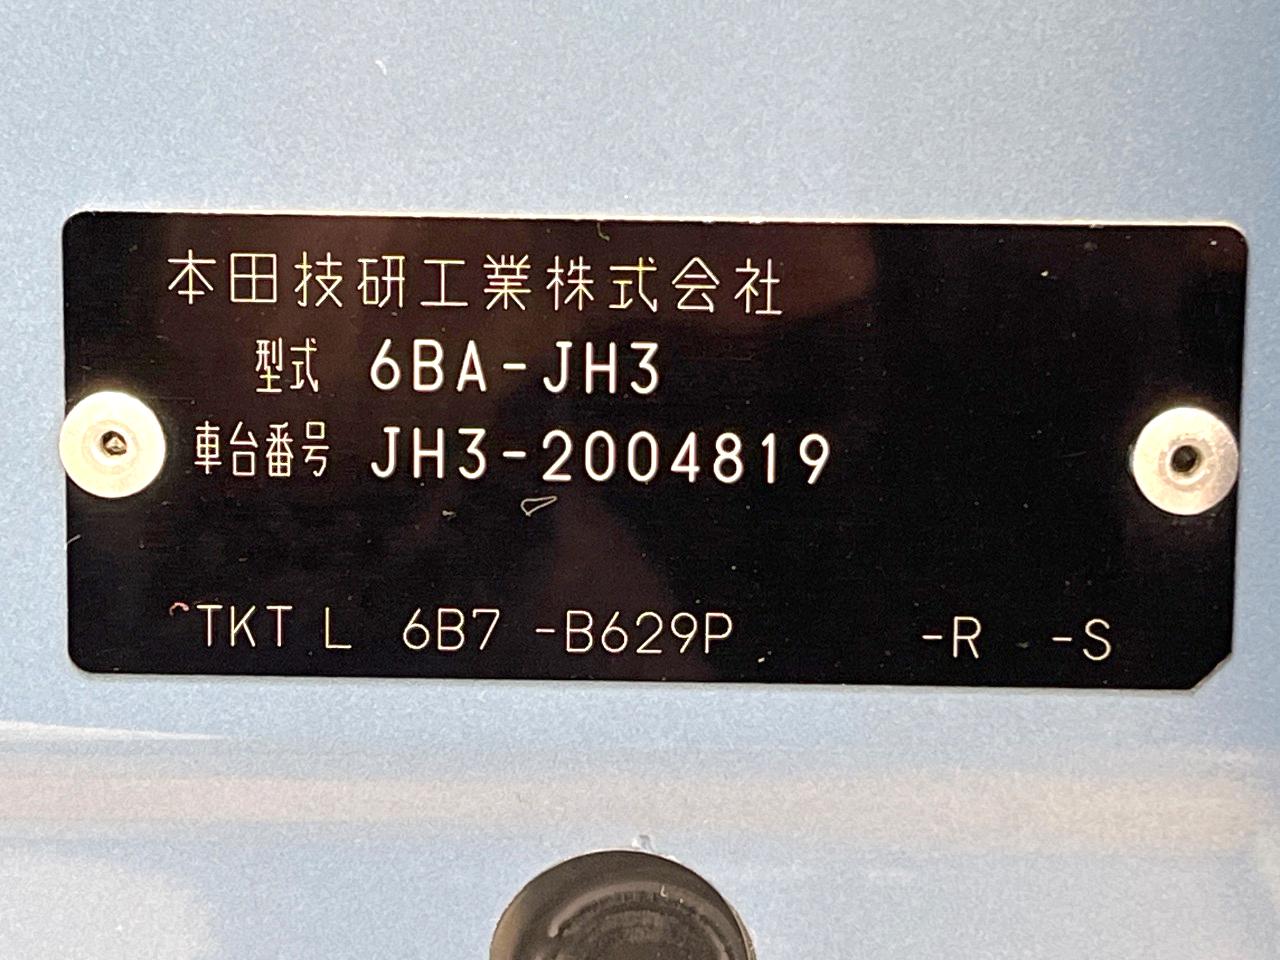 本田技研工業株式会社
型式 6BA-JH3
車台番号 JH3-2004819
TKT L 6B7 -B629P -R -S